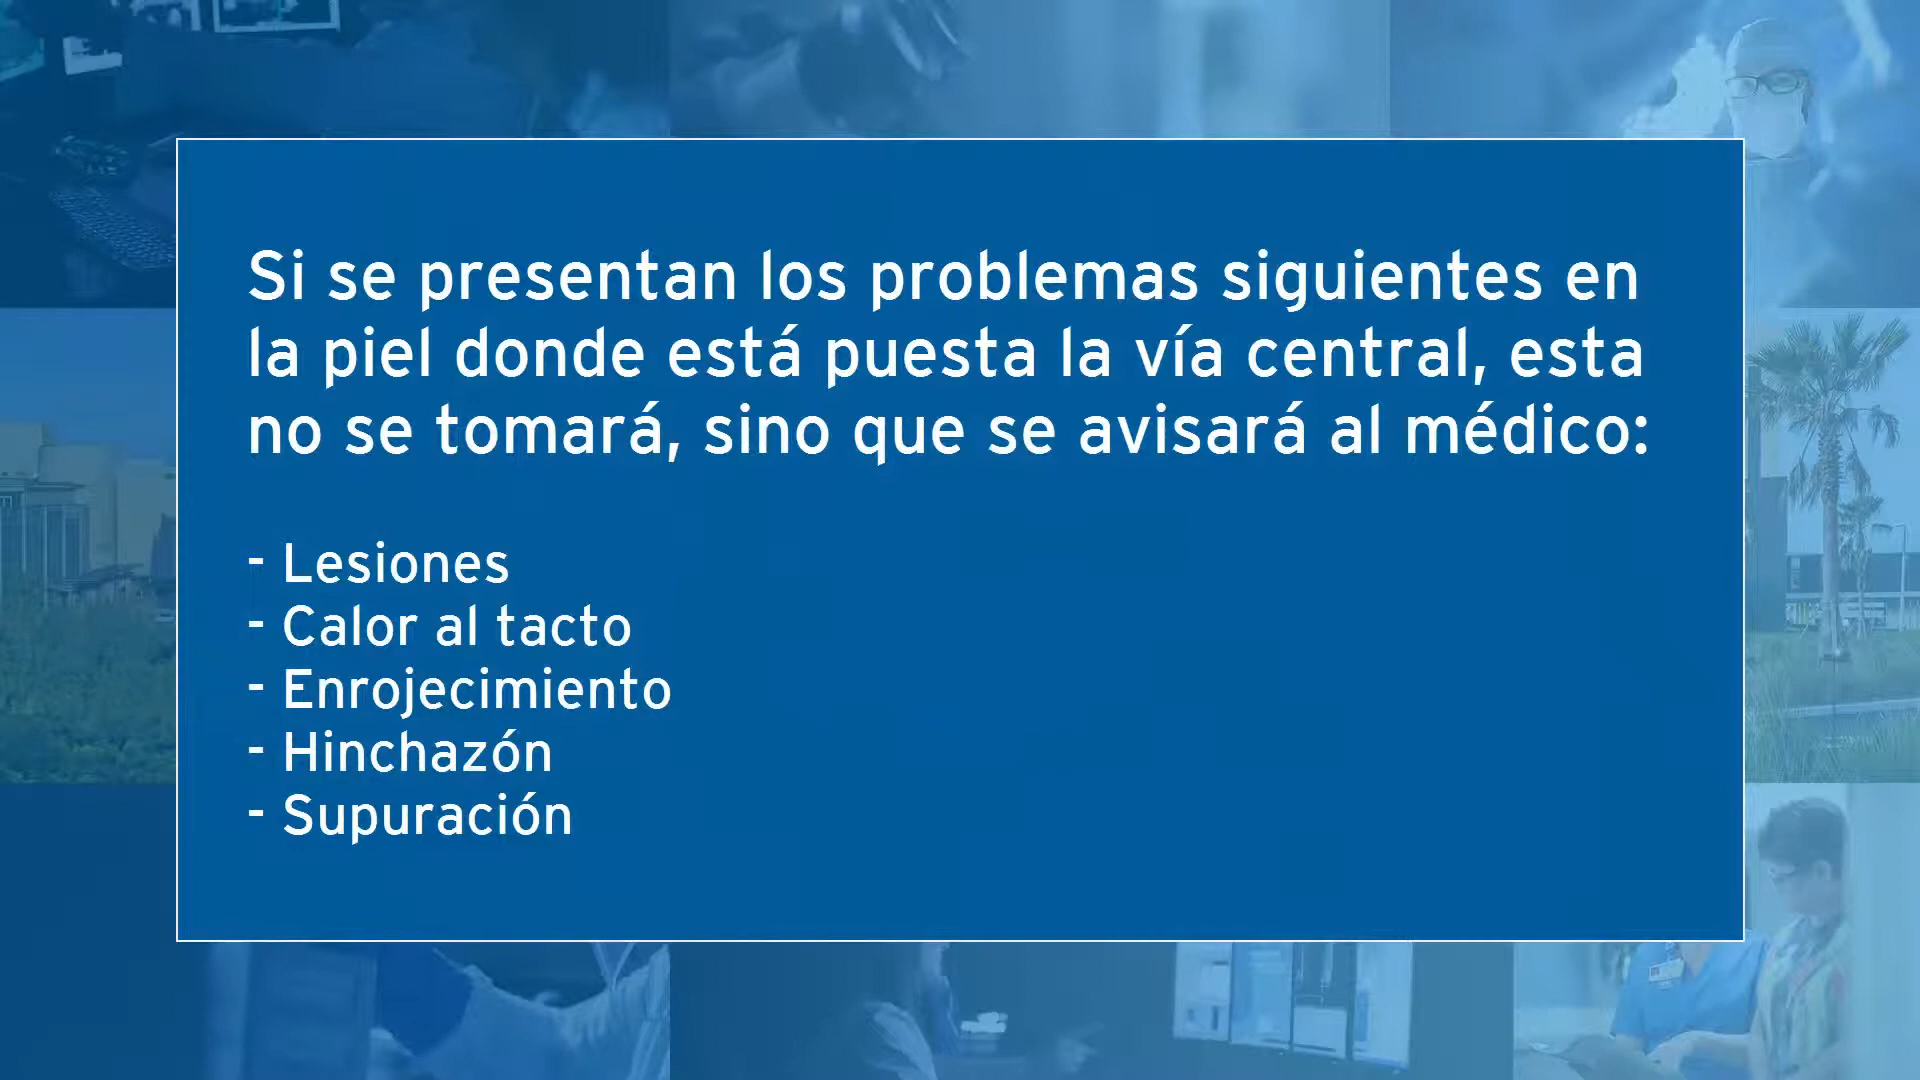 Si se presentan los problemas siguientes en
la piel donde está puesta la vía central, esta
no se tomará, sino que se avisará al médico:
- Lesiones
- Calor al tacto
- Enrojecimiento
- Hinchazón
- Supuración